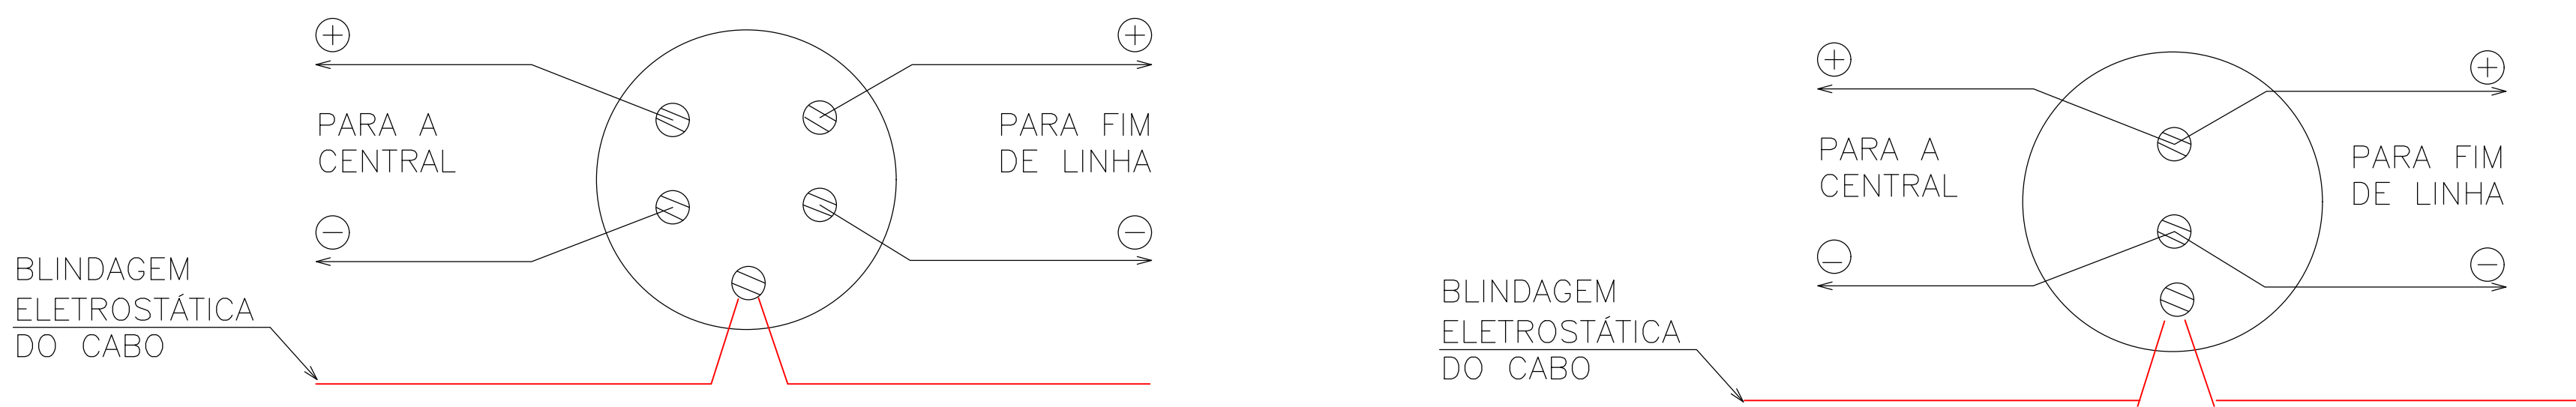 PARA A
CENTRAL
PARA FIM
DE LINHA
BLINDAGEM
ELETROSTÁTICA
DO CABO
PARA A
CENTRAL
PARA FIM
DE LINHA
BLINDAGEM
ELETROSTÁTICA
DO CABO